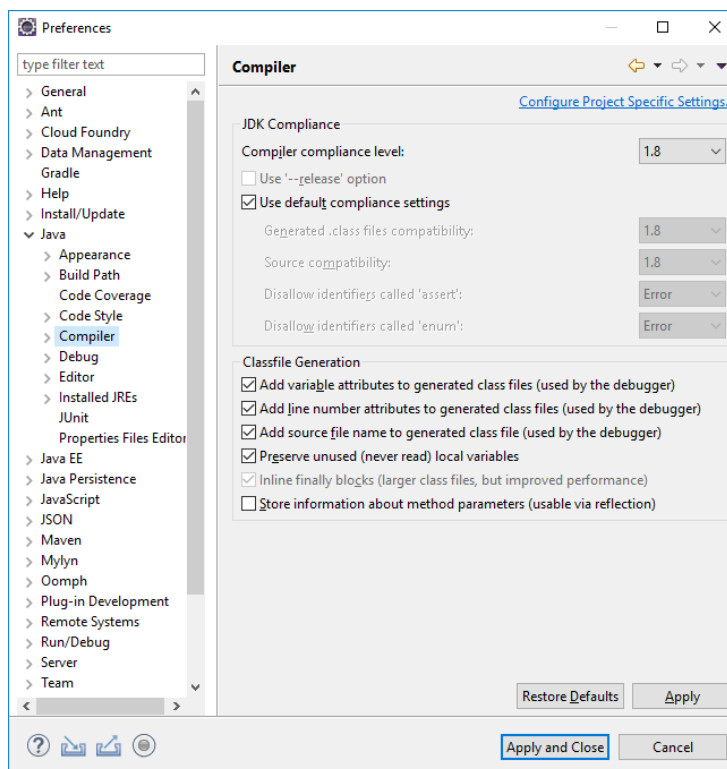 Preferences
type filter text
General
Ant
Cloud Foundry
Data Management
Gradle
Help
Install/Update
Java
Appearance
Build Path
Code Coverage
Code Style
Compiler
Debug
Editor
Installed JREs
JUnit
Properties Files Editor
Java EE
Java Persistence
JavaScript
JSON
Maven
Mylyn
Oomph
Plug-in Development
Remote Systems
Run/Debug
Server
Team
Compiler
Configure Project Specific Settings.
JDK Compliance
Compiler compliance level: 1.8
Use '--release' option
Use default compliance settings
Generated .class files compatibility: 1.8
Source compatibility: 1.8
Disallow identifiers called 'assert': Error
Disallow identifiers called 'enum': Error
Classfile Generation
Add variable attributes to generated class files (used by the debugger)
Add line number attributes to generated class files (used by the debugger)
Add source file name to generated class file (used by the debugger)
Preserve unused (never read) local variables
Inline finally blocks (larger class files, but improved performance)
Store information about method parameters (usable via reflection)
Restore Defaults Apply
Apply and Close Cancel